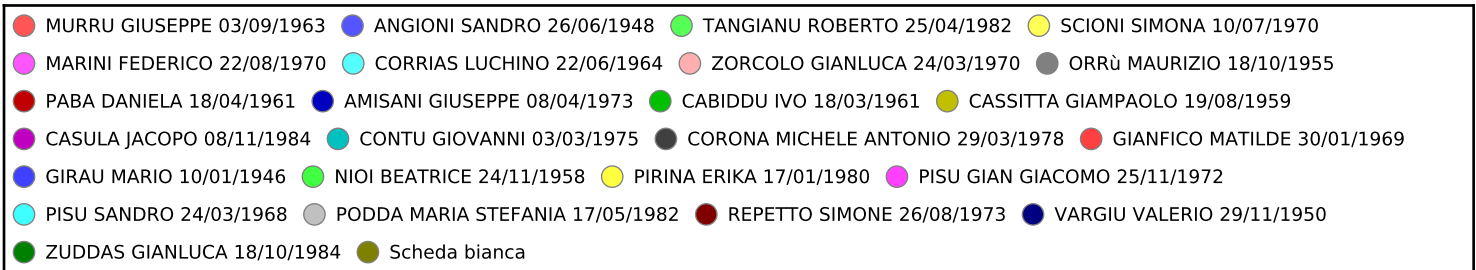 MURRU GIUSEPPE 03/09/1963 ANGIONI SANDRO 26/06/1948 TANGIANU ROBERTO 25/04/1982 SCIONI SIMONA 10/07/1970
MARINI FEDERICO 22/08/1970 CORRIAS LUCHINO 22/06/1964 ZORCOLO GIANLUCA 24/03/1970 ORRù MAURIZIO 18/10/1955
PABA DANIELA 18/04/1961 AMISANI GIUSEPPE 08/04/1973 CABIDDU IVO 18/03/1961 CASSITTA GIAMPAOLO 19/08/1959
CASULA JACOPO 08/11/1984 CONTU GIOVANNI 03/03/1975 CORONA MICHELE ANTONIO 29/03/1978 GIANFICO MATILDE 30/01/1969
GIRAU MARIO 10/01/1946 NIOI BEATRICE 24/11/1958 PIRINA ERIKA 17/01/1980 PISU GIAN GIACOMO 25/11/1972
PISU SANDRO 24/03/1968 PODDA MARIA STEFANIA 17/05/1982 REPETTO SIMONE 26/08/1973 VARGIU VALERIO 29/11/1950
ZUDDAS GIANLUCA 18/10/1984 Scheda bianca